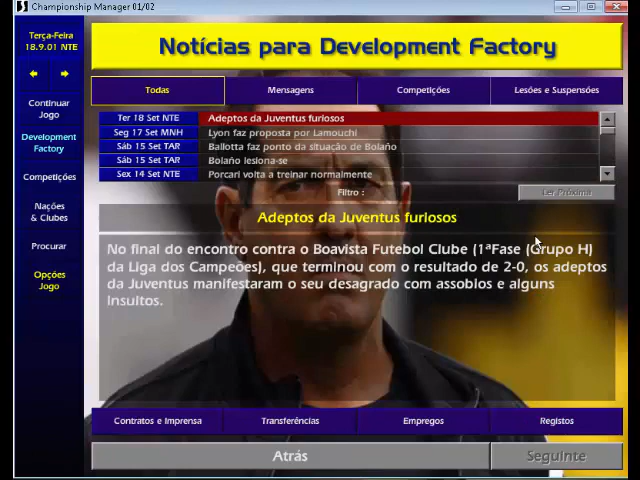 Championship Manager 01/02
Terça-Feira
18.9.01 NTE
Continuar
Jogo
Development
Factory
Competições
Nações
& Clubes
Procurar
Opções
Jogo
Notícias para Development Factory
Todas
Mensagens
Competições
Lesões e Suspensões
Ter 18 Set NTE Adeptos da Juventus furiosos
Seg 17 Set MNH Lyon faz proposta por Lamouchi
Sáb 15 Set TAR Ballotta faz ponto da situação de Bolaño
Sáb 15 Set TAR Bolaño lesiona-se
Sex 14 Set NTE Porcari volta a treinar normalmente
Filtro :
Ler Próxima
Adeptos da Juventus furiosos
No final do encontro contra o Boavista Futebol Clube (1ªFase (Grupo H)
da Liga dos Campeões), que terminou com o resultado de 2-0, os adeptos
da Juventus manifestaram o seu desagrado com assobios e alguns
insultos.
Contratos e Imprensa
Transferências
Empregos
Registos
Atrás
Seguinte